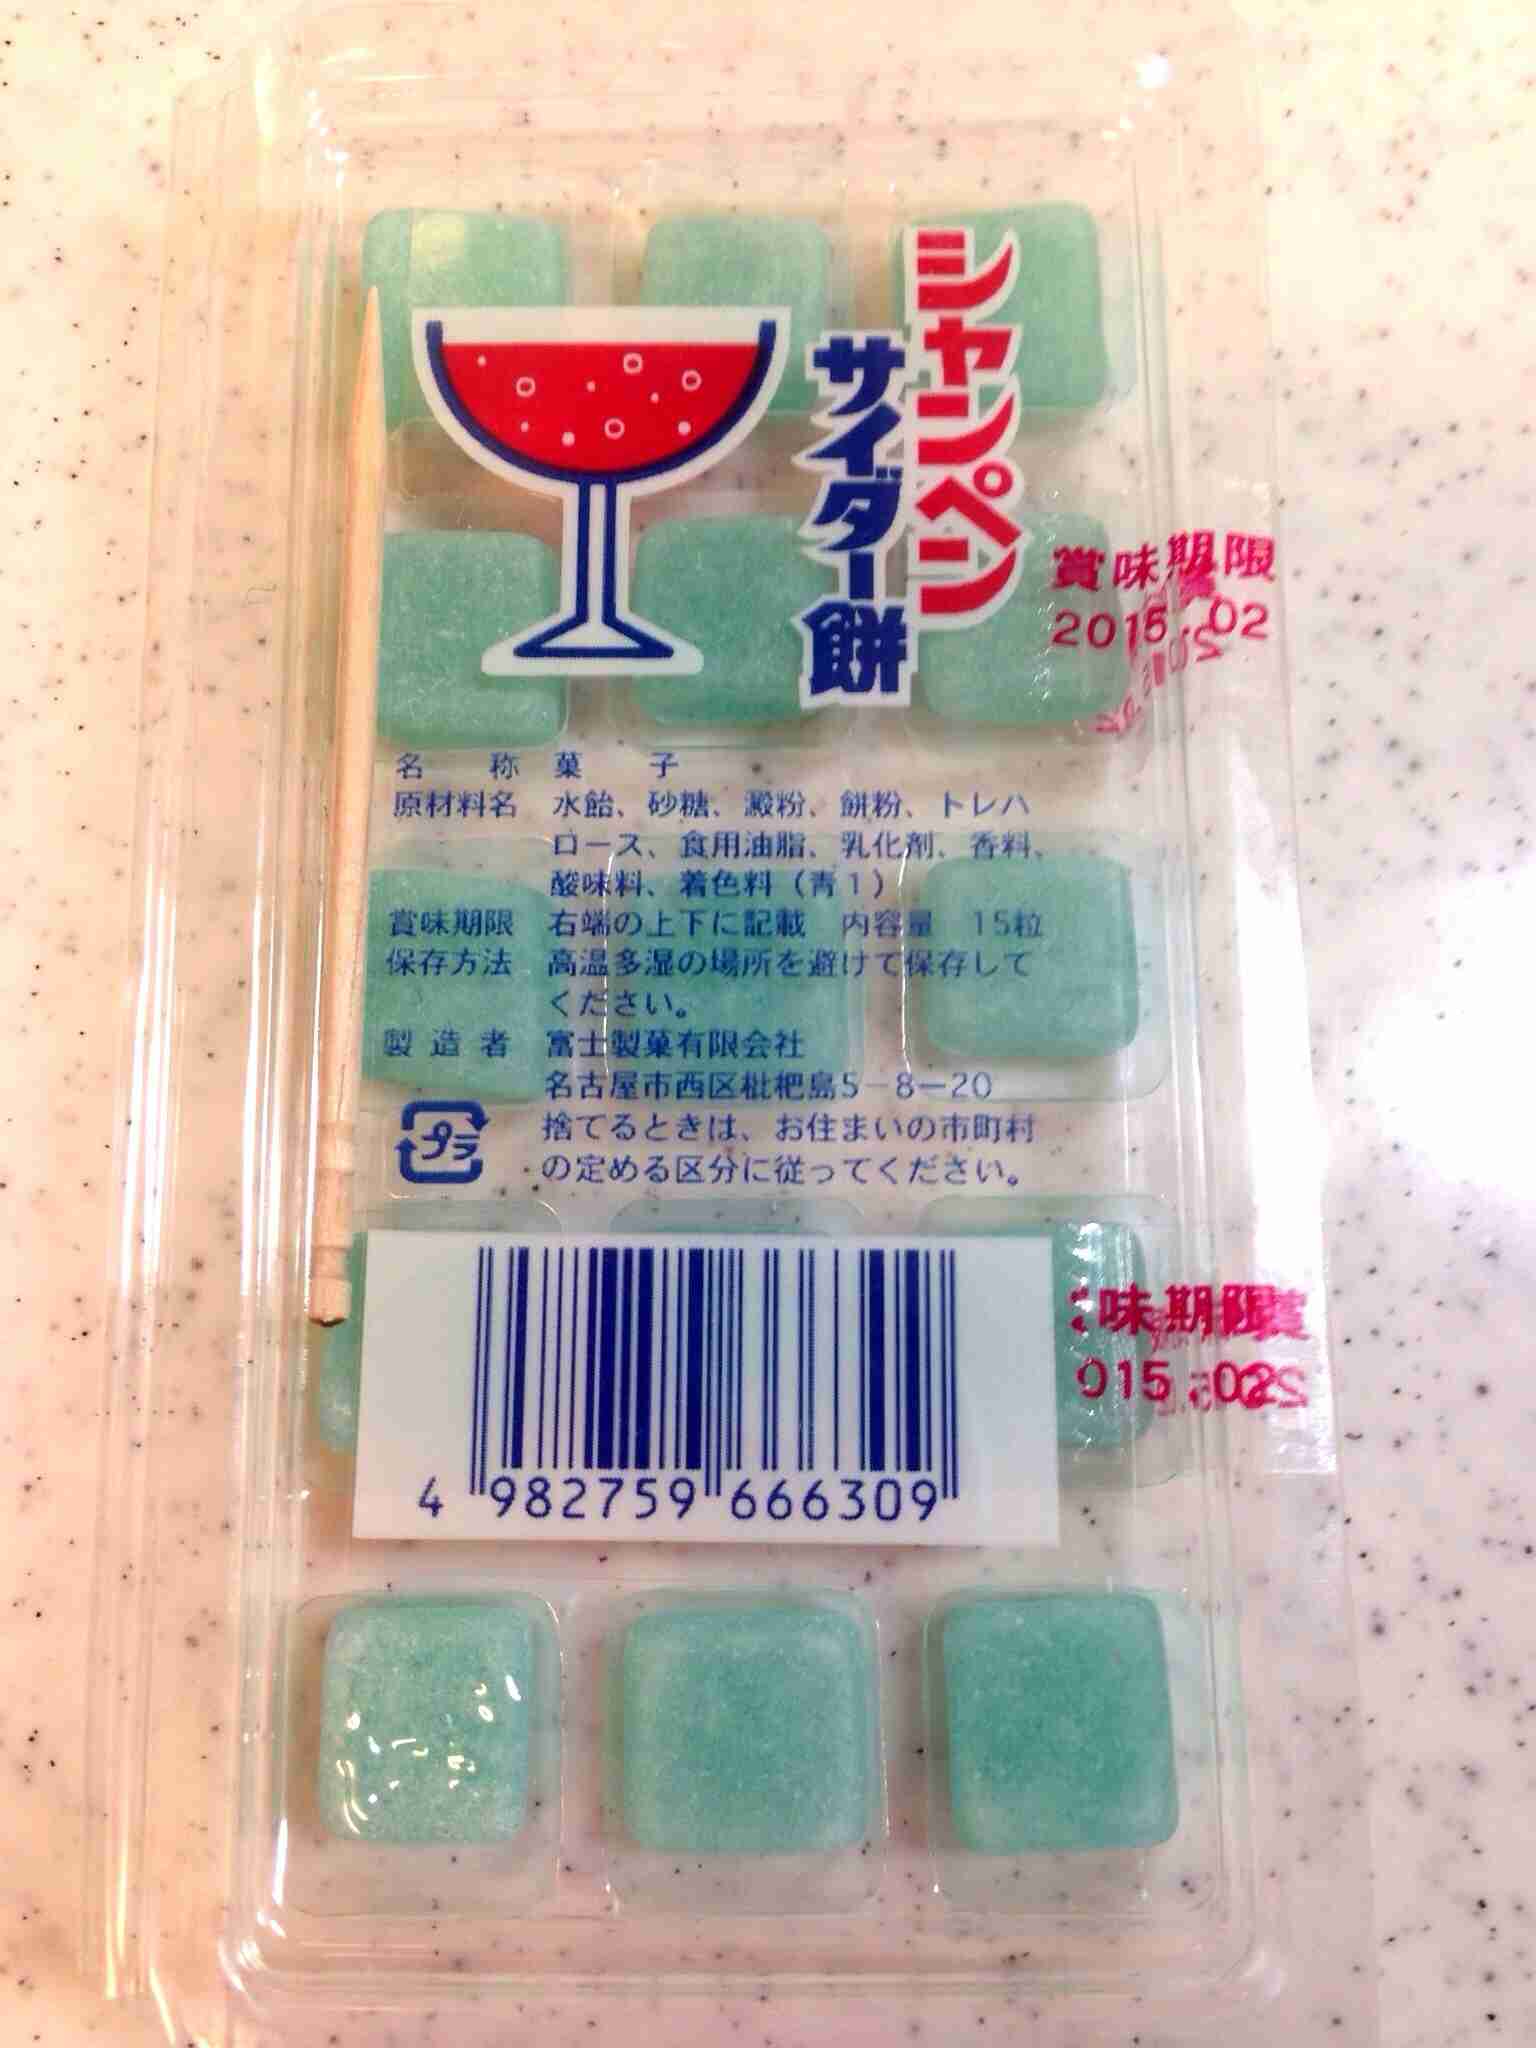 シャンペン
サイダー餅
賞味期限
2015.02
名称 菓子
原材料名 水飴、砂糖、澱粉、餅粉、トレハ
ロース、食用油脂、乳化剤、香料、
酸味料、着色料（青１）
賞味期限 右端の上下に記載 内容量 15粒
保存方法 高温多湿の場所を避けて保存して
ください。
製造者 富士製菓有限会社
名古屋市西区枇杷島5-8-20
プラ
捨てるときは、お住まいの市町村
の定める区分に従ってください。
味期限
015.02
4 982759 666309